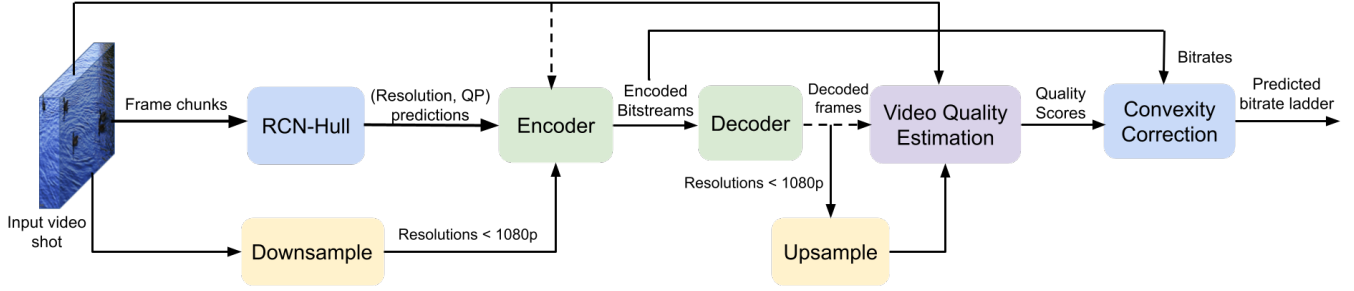 Input video
shot
Frame chunks
RCN-Hull
(Resolution, QP)
predictions
Downsample
Resolutions < 1080p
Encoder
Encoded
Bitstreams
Decoder
Decoded
frames
Resolutions < 1080p
Upsample
Video Quality
Estimation
Quality
Scores
Bitrates
Convexity
Correction
Predicted
bitrate ladder